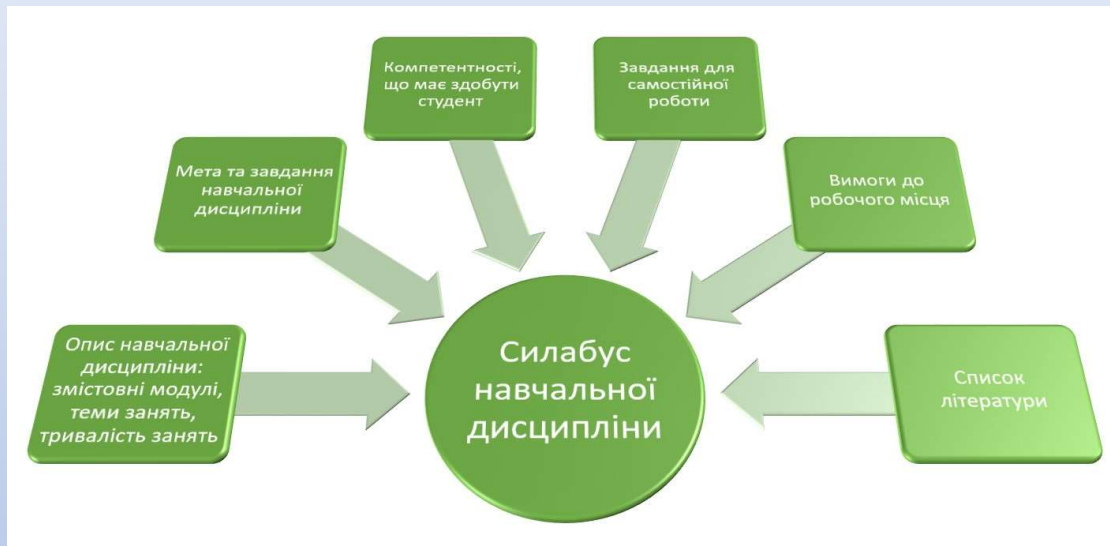 Компетентності,
що має здобути
студент
Завдання для
самостійної
роботи
Мета та завдання
навчальної
дисципліни
Вимоги до
робочого місця
Опис навчальної
дисципліни:
змістовні модулі,
теми занять,
тривалість занять
Силабус
навчальної
дисципліни
Список
літератури